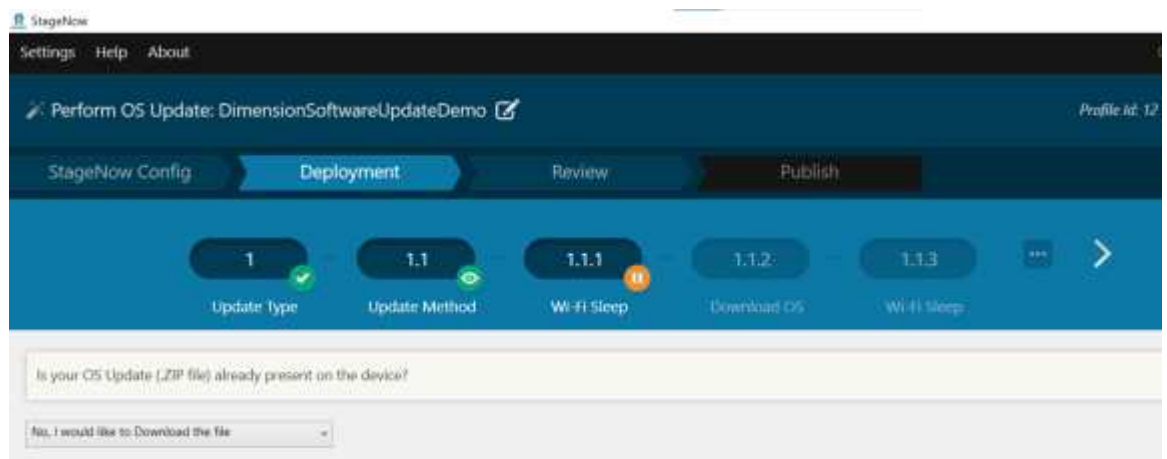 StageNow
Settings Help About
Perform OS Update: DimensionSoftwareUpdateDemo
Profile Id: 12
StageNow Config Deployment Review Publish
1 1.1 1.1.1 1.1.2 1.1.3 ...
Update Type Update Method Wi-Fi Sleep Download OS Wi-Fi Sleep
Is your OS Update (.ZIP file) already present on the device?
No, I would like to Download the file